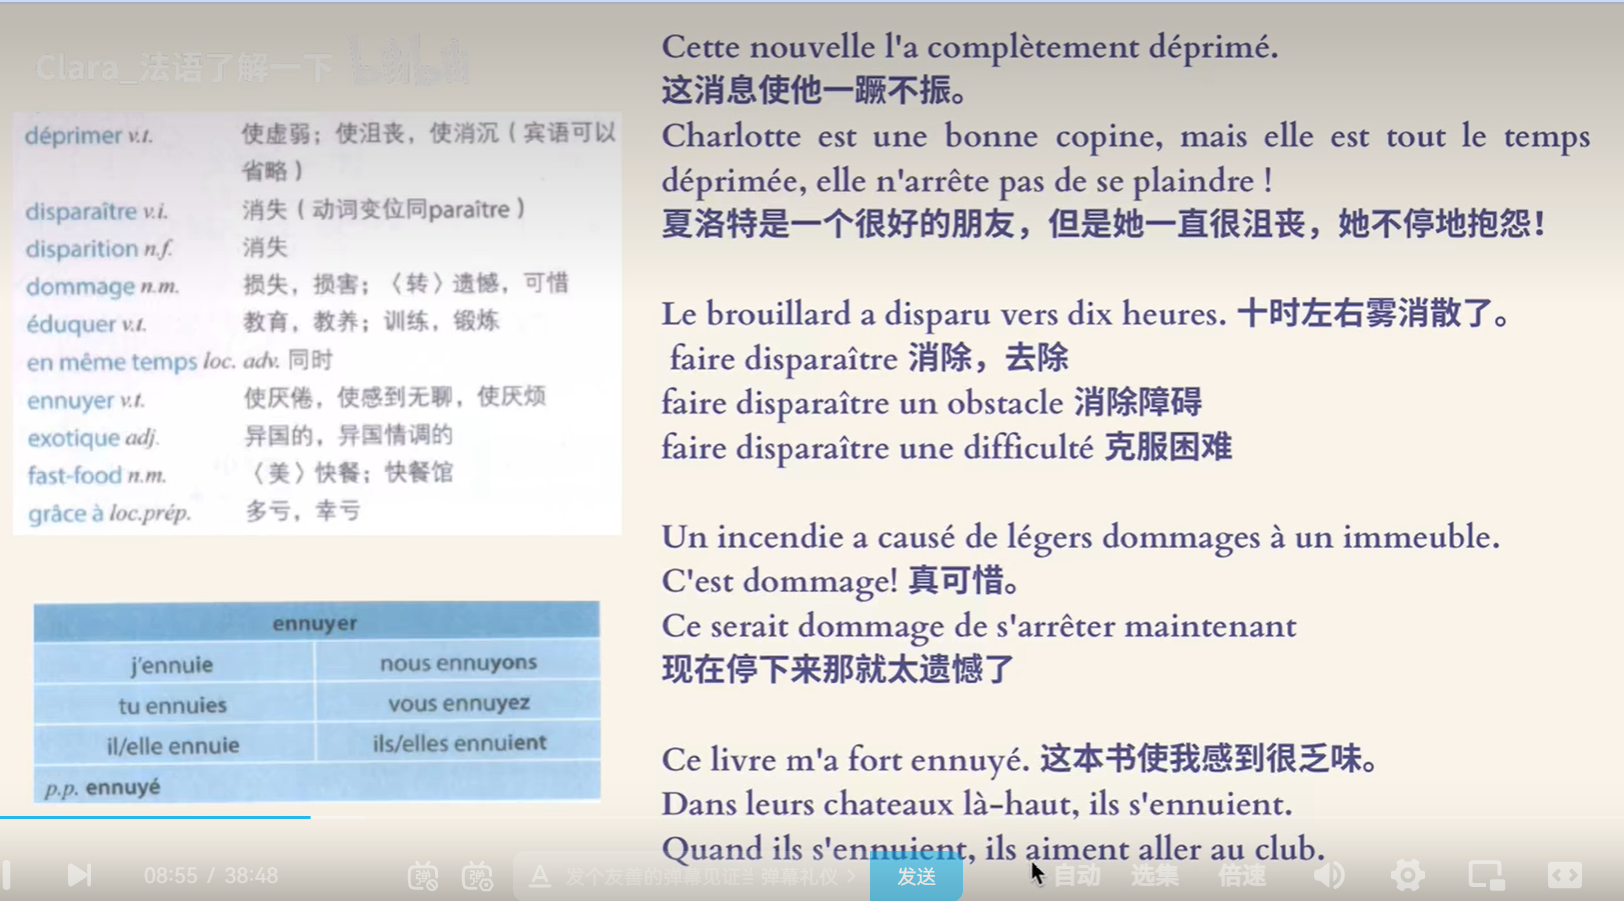 Clara_法语了解一下 bilibili
déprimer v.t. 使虚弱；使沮丧，使消沉（宾语可以
省略）
disparaître v.i. 消失（动词变位同paraître）
disparition n.f. 消失
dommage n.m. 损失，损害；〈转〉遗憾，可惜
éduquer v.t. 教育，教养；训练，锻炼
en même temps loc. adv. 同时
ennuyer v.t. 使厌倦，使感到无聊，使厌烦
exotique adj. 异国的，异国情调的
fast-food n.m. 〈美〉快餐；快餐馆
grâce à loc.prép. 多亏，幸亏
ennuyer
j'ennuie nous ennuyons
tu ennuies vous ennuyez
il/elle ennuie ils/elles ennuient
p.p. ennuyé
Cette nouvelle l'a complètement déprimé.
这消息使他一蹶不振。
Charlotte est une bonne copine, mais elle est tout le temps
déprimée, elle n'arrête pas de se plaindre !
夏洛特是一个很好的朋友，但是她一直很沮丧，她不停地抱怨！
Le brouillard a disparu vers dix heures. 十时左右雾消散了。
faire disparaître 消除，去除
faire disparaître un obstacle 消除障碍
faire disparaître une difficulté 克服困难
Un incendie a causé de légers dommages à un immeuble.
C'est dommage! 真可惜。
Ce serait dommage de s'arrêter maintenant
现在停下来那就太遗憾了
Ce livre m'a fort ennuyé. 这本书使我感到很乏味。
Dans leurs chateaux là-haut, ils s'ennuient.
Quand ils s'ennuient, ils aiment aller au club.
08:55 / 38:48 弹 弹 A 发个友善的弹幕见证 弹幕礼仪 > 发送 自动 选集 倍速